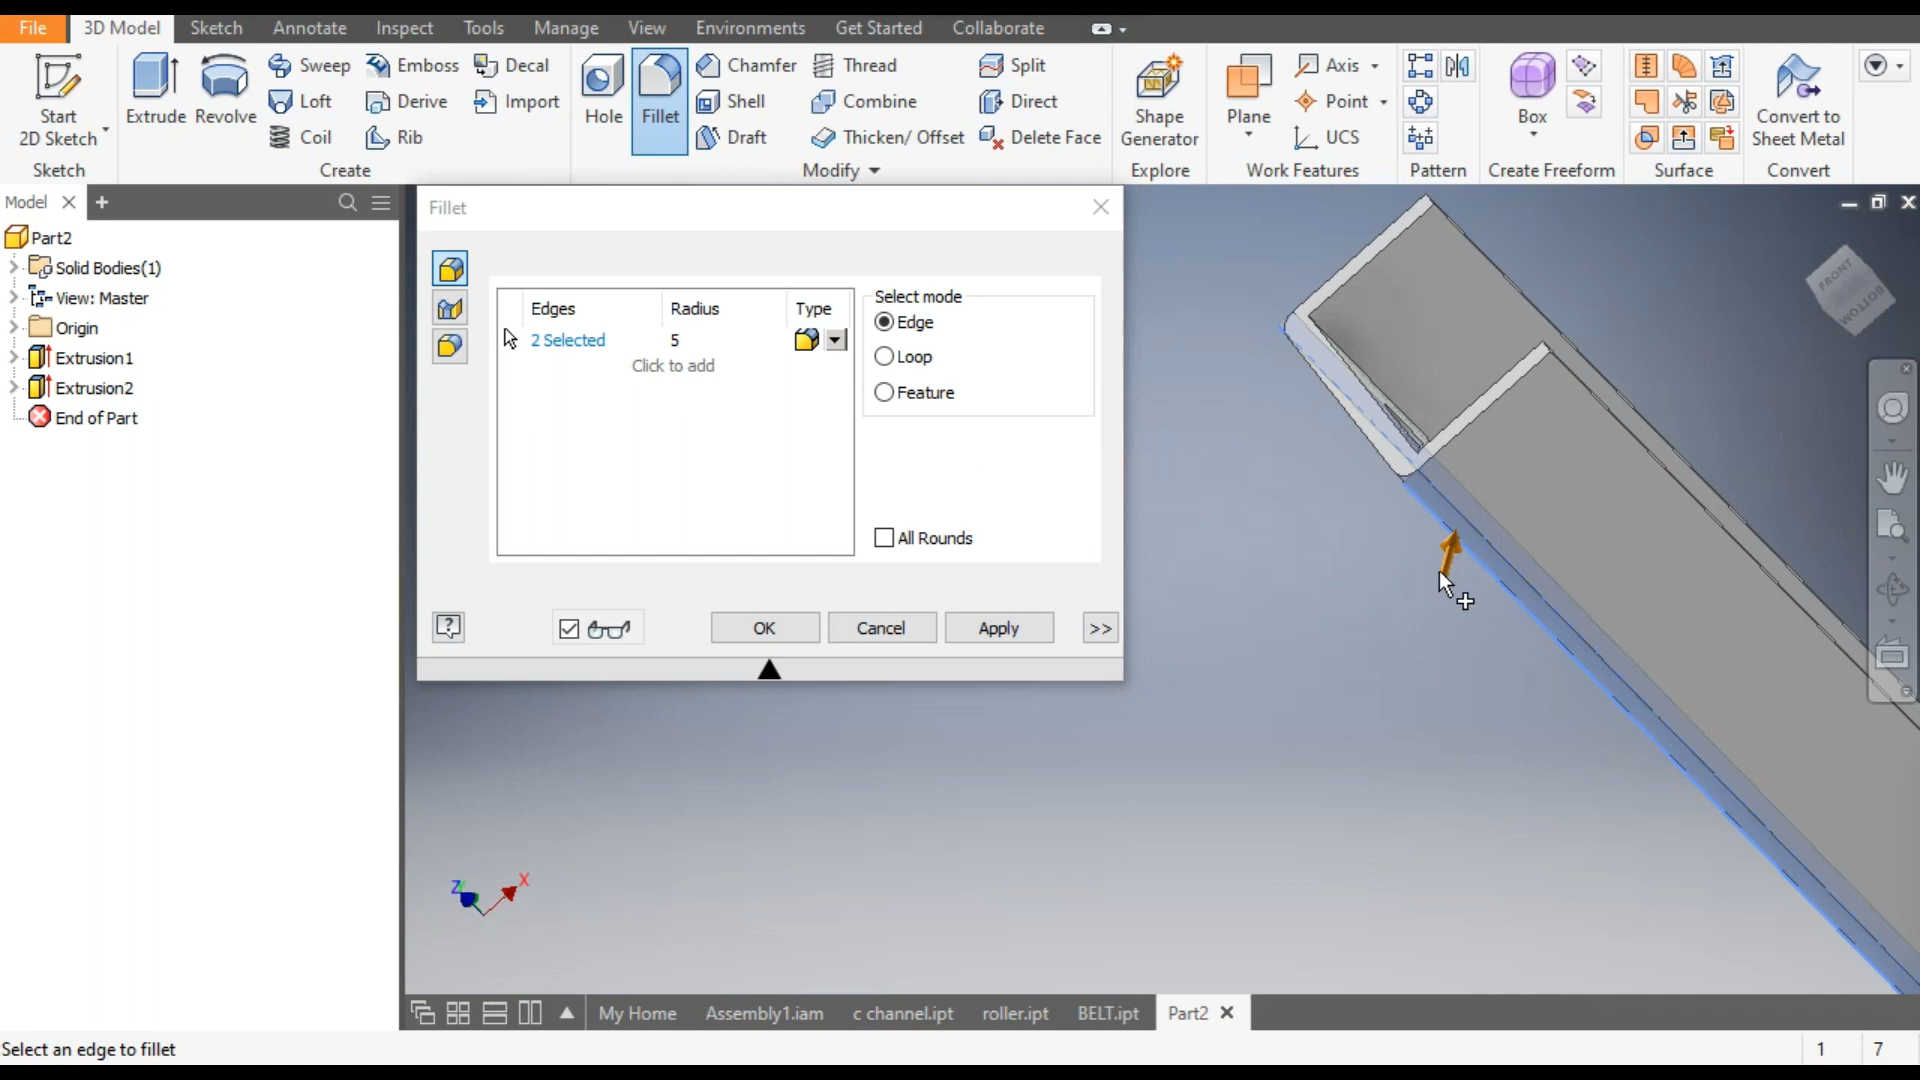 File 3D Model Sketch Annotate Inspect Tools Manage View Environments Get Started Collaborate
Start
2D Sketch
Extrude Revolve
Sweep Emboss Decal
Loft Derive Import
Coil Rib
Hole Fillet
Chamfer Thread Split
Shell Combine Direct
Draft Thicken/ Offset Delete Face
Shape
Generator
Plane
Axis
Point
UCS
Box
Convert to
Sheet Metal
Sketch Create Modify Explore Work Features Pattern Create Freeform Surface Convert
Model
Part2
Solid Bodies(1)
View: Master
Origin
Extrusion1
Extrusion2
End of Part
Fillet
Edges Radius Type
2 Selected 5
Click to add
Select mode
Edge
Loop
Feature
All Rounds
OK Cancel Apply >>
FRONT
BOTTOM
Z Y X
My Home Assembly1.iam c channel.ipt roller.ipt BELT.ipt Part2
Select an edge to fillet 1 7